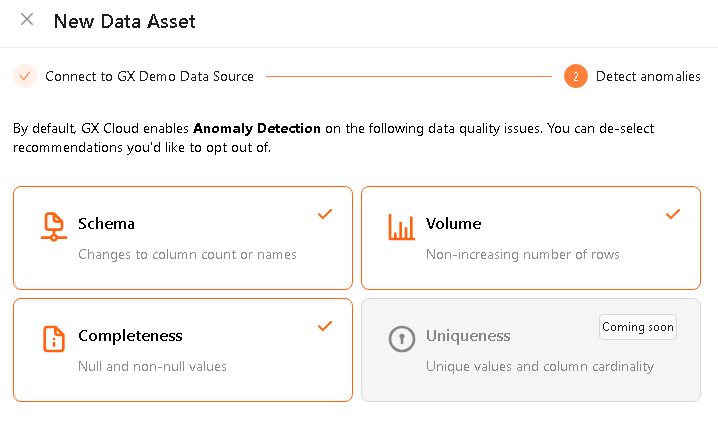 New Data Asset
Connect to GX Demo Data Source
2
Detect anomalies
By default, GX Cloud enables Anomaly Detection on the following data quality issues. You can de-select
recommendations you'd like to opt out of.
Schema
Changes to column count or names
Volume
Non-increasing number of rows
Completeness
Null and non-null values
Uniqueness
Coming soon
Unique values and column cardinality